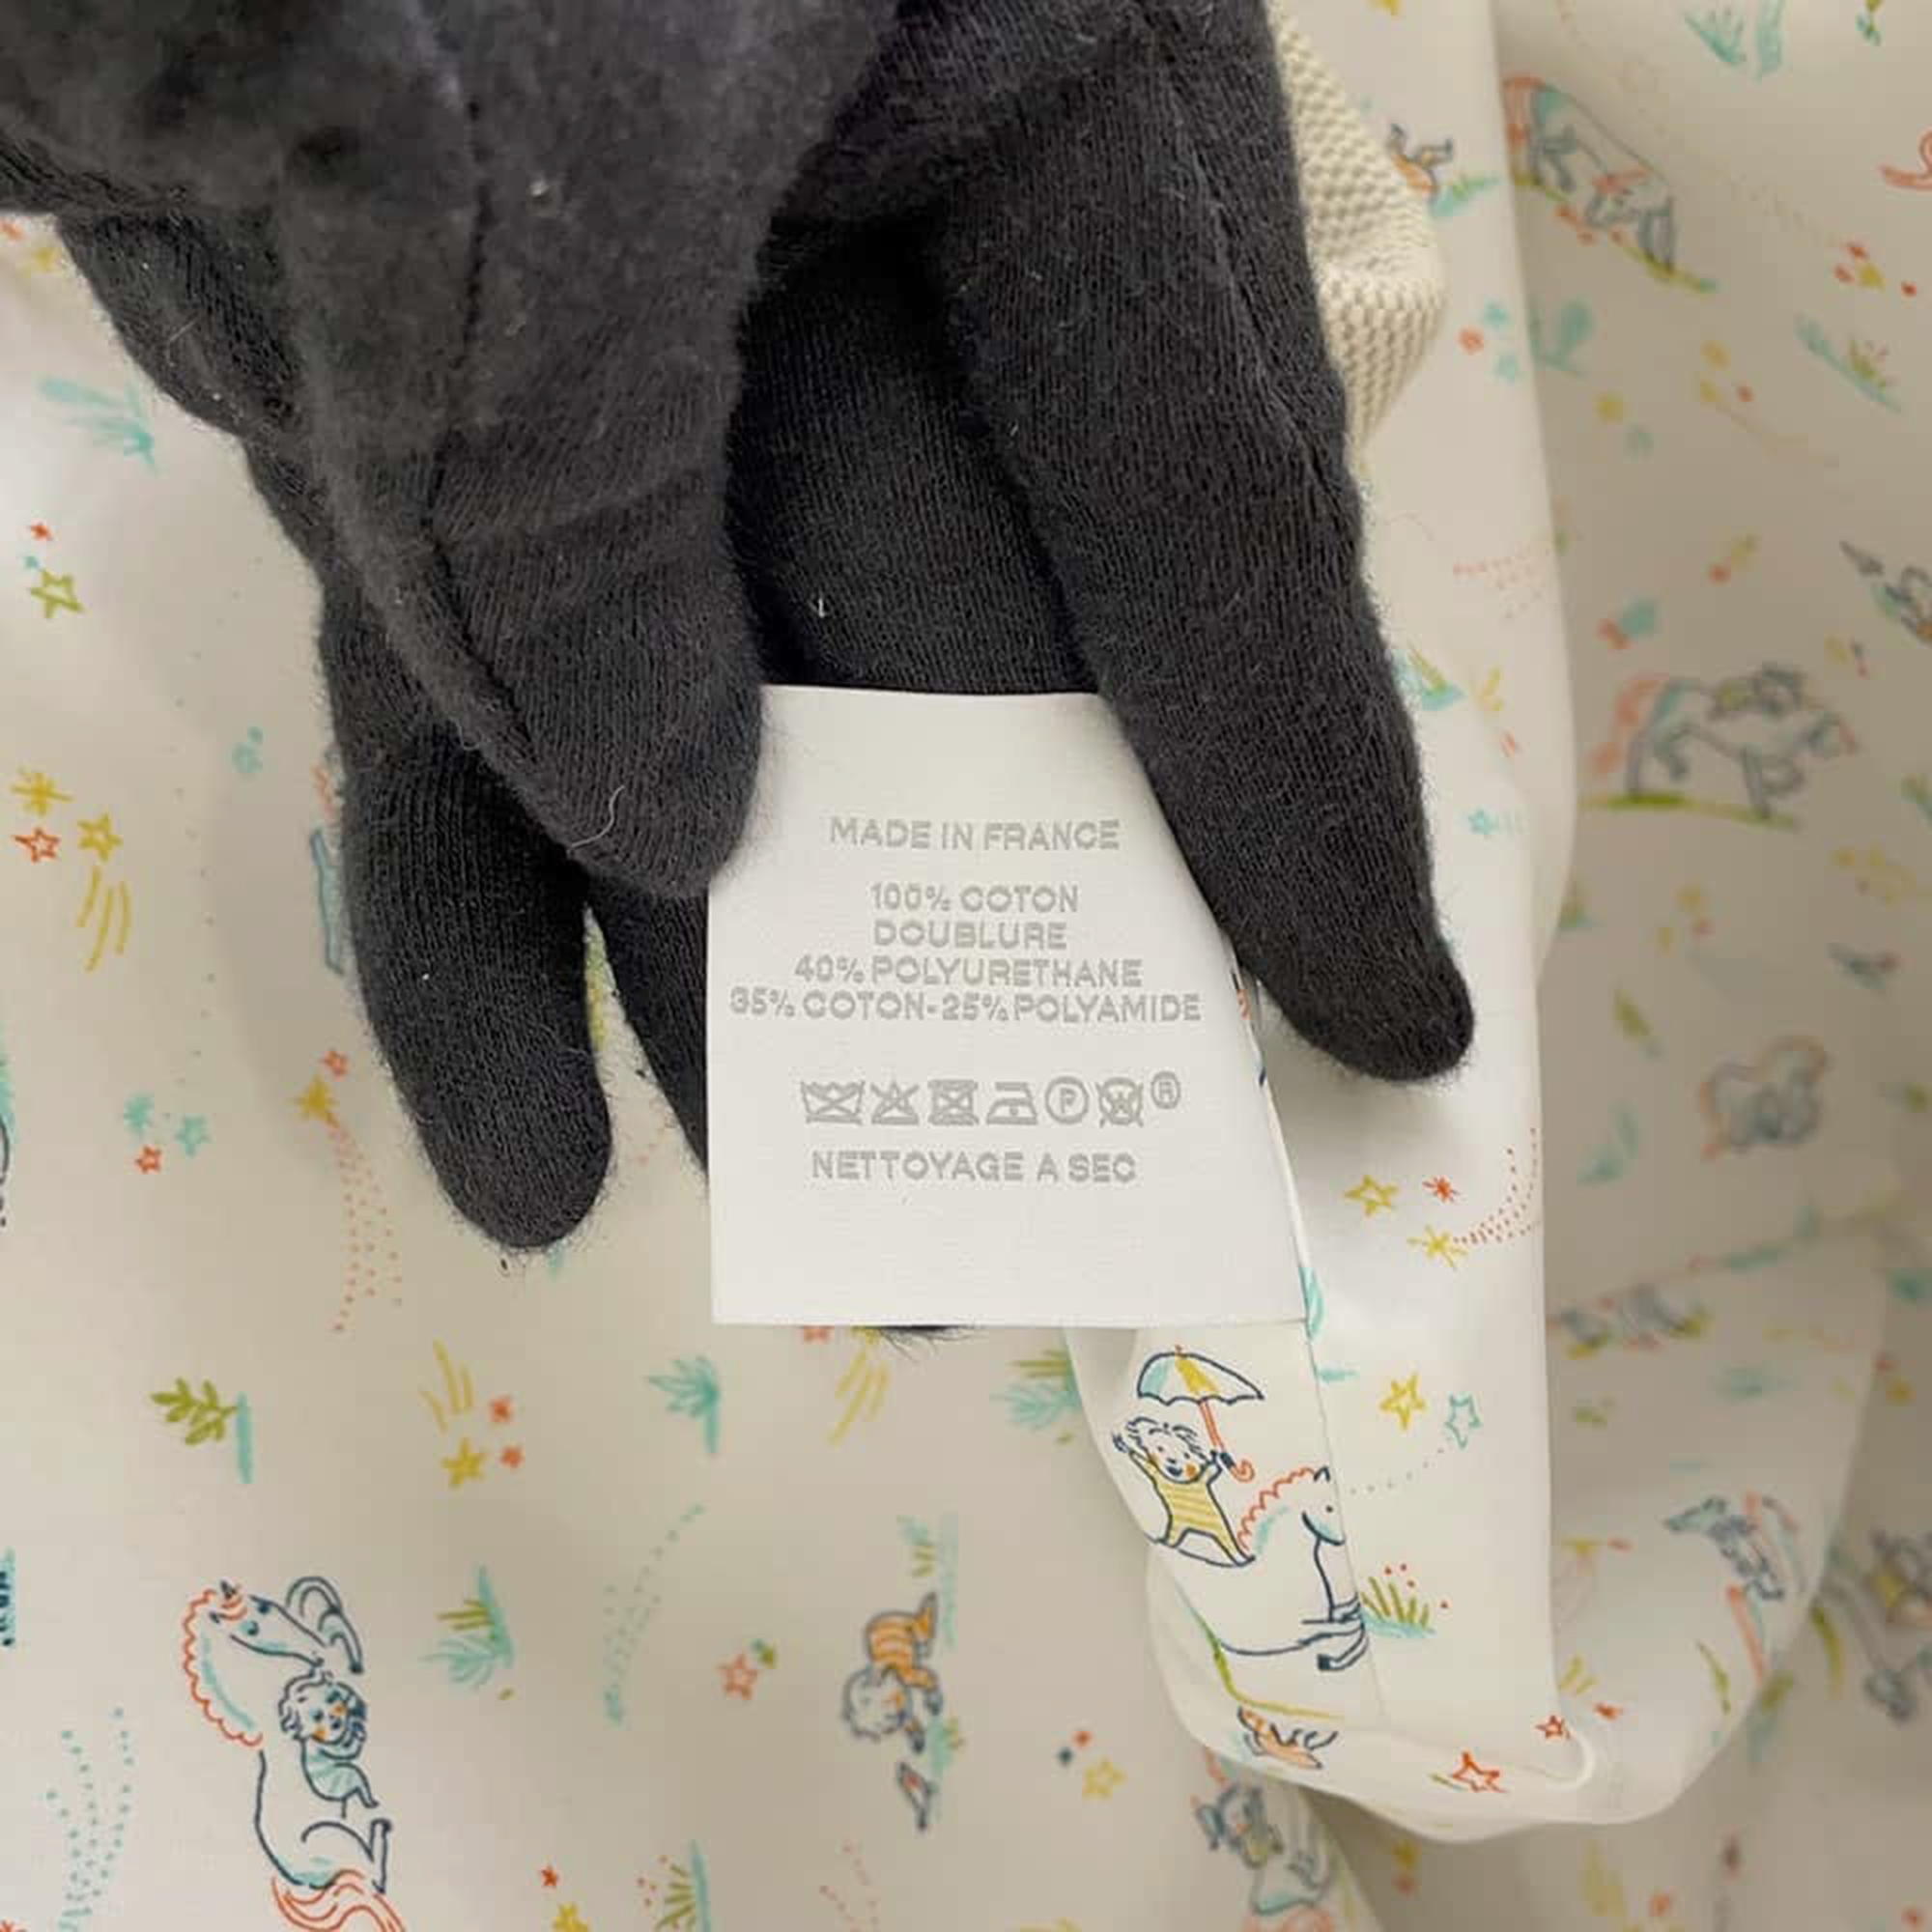 MADE IN FRANCE
100% COTON
DOUBLURE
40% POLYURETHANE
35% COTON-25% POLYAMIDE
P W ®
NETTOYAGE A SEC